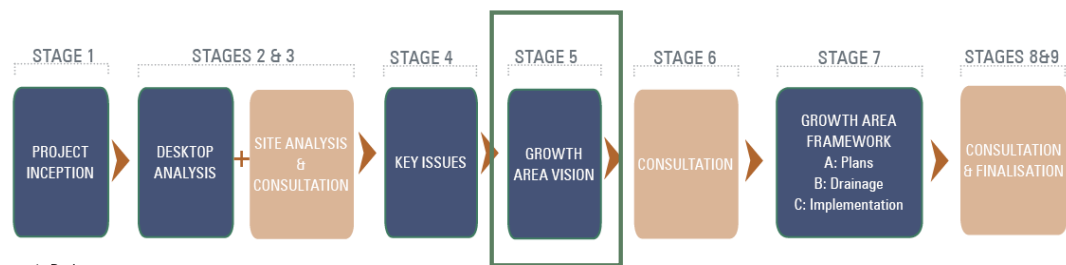 STAGE 1
STAGES 2 & 3
STAGE 4
STAGE 5
STAGE 6
STAGE 7
STAGES 8&9
PROJECT
INCEPTION
DESKTOP
ANALYSIS
+
SITE ANALYSIS
&
CONSULTATION
KEY ISSUES
GROWTH
AREA VISION
CONSULTATION
GROWTH AREA
FRAMEWORK
A: Plans
B: Drainage
C: Implementation
CONSULTATION
& FINALISATION